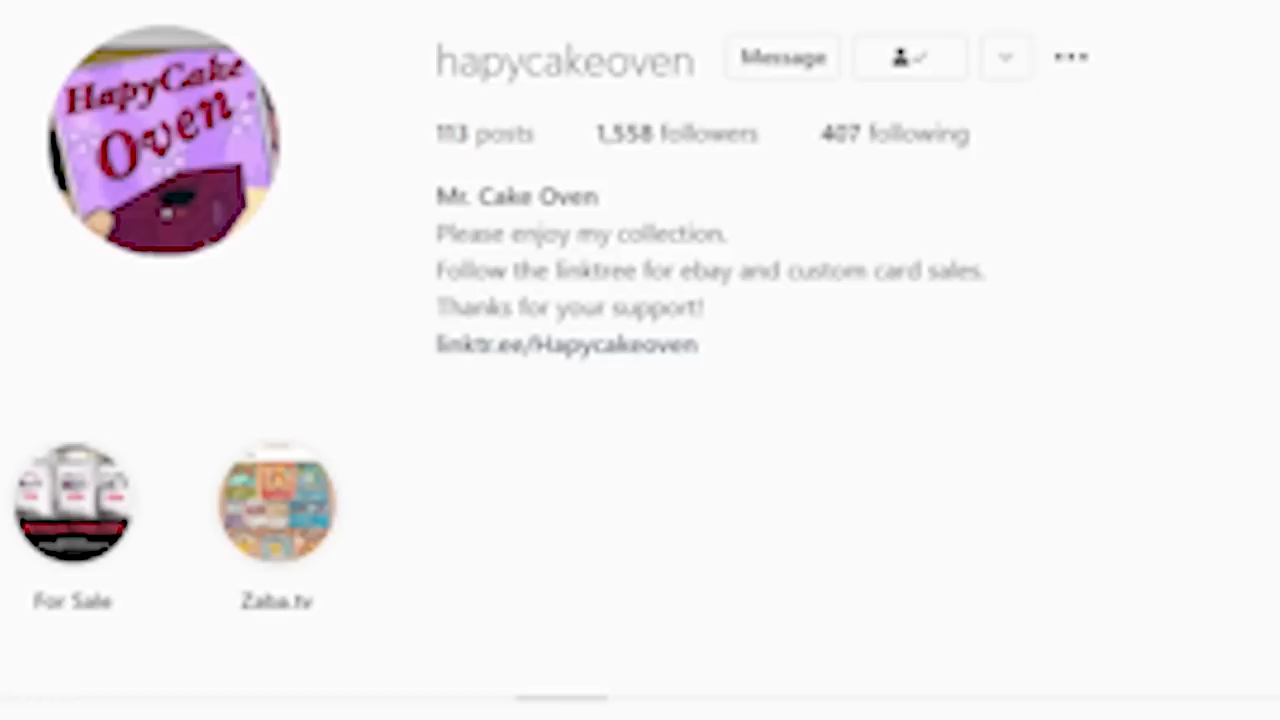 HapyCake
Oven
hapycakeoven Message
113 posts 1,558 followers 407 following
Mr. Cake Oven
Please enjoy my collection.
Follow the linktree for ebay and custom card sales.
Thanks for your support!
linktr.ee/Hapycakeoven
For Sale Zaba.tv